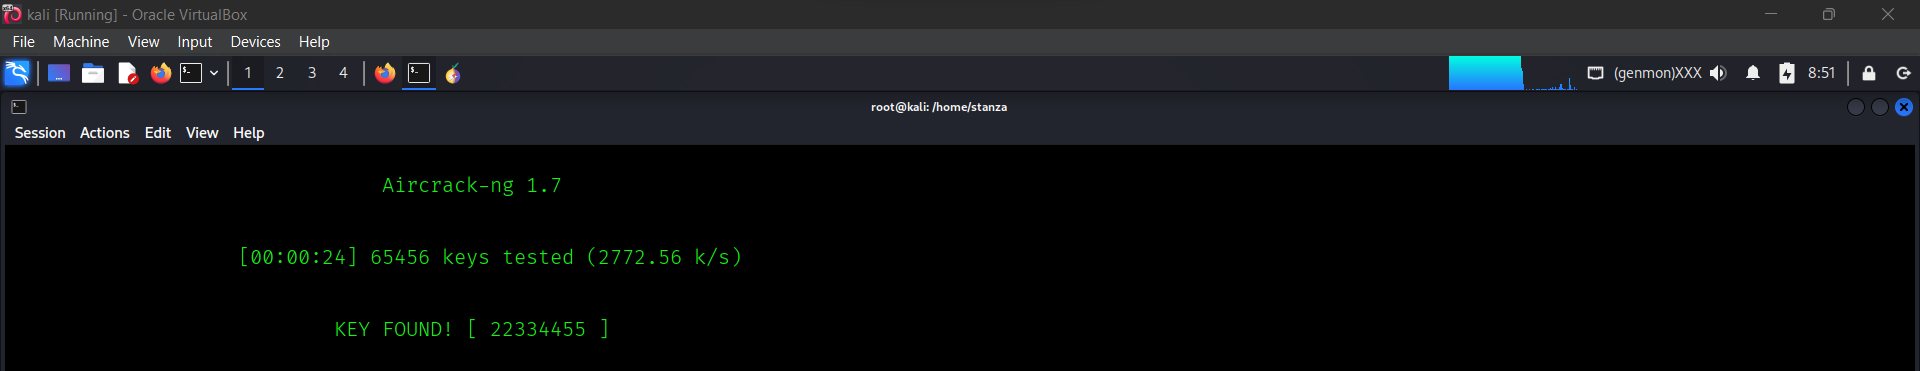 kali [Running] - Oracle VirtualBox
File Machine View Input Devices Help
1 2 3 4 (genmon)XXX 8:51
root@kali: /home/stanza
Session Actions Edit View Help
Aircrack-ng 1.7
[00:00:24] 65456 keys tested (2772.56 k/s)
KEY FOUND! [ 22334455 ]